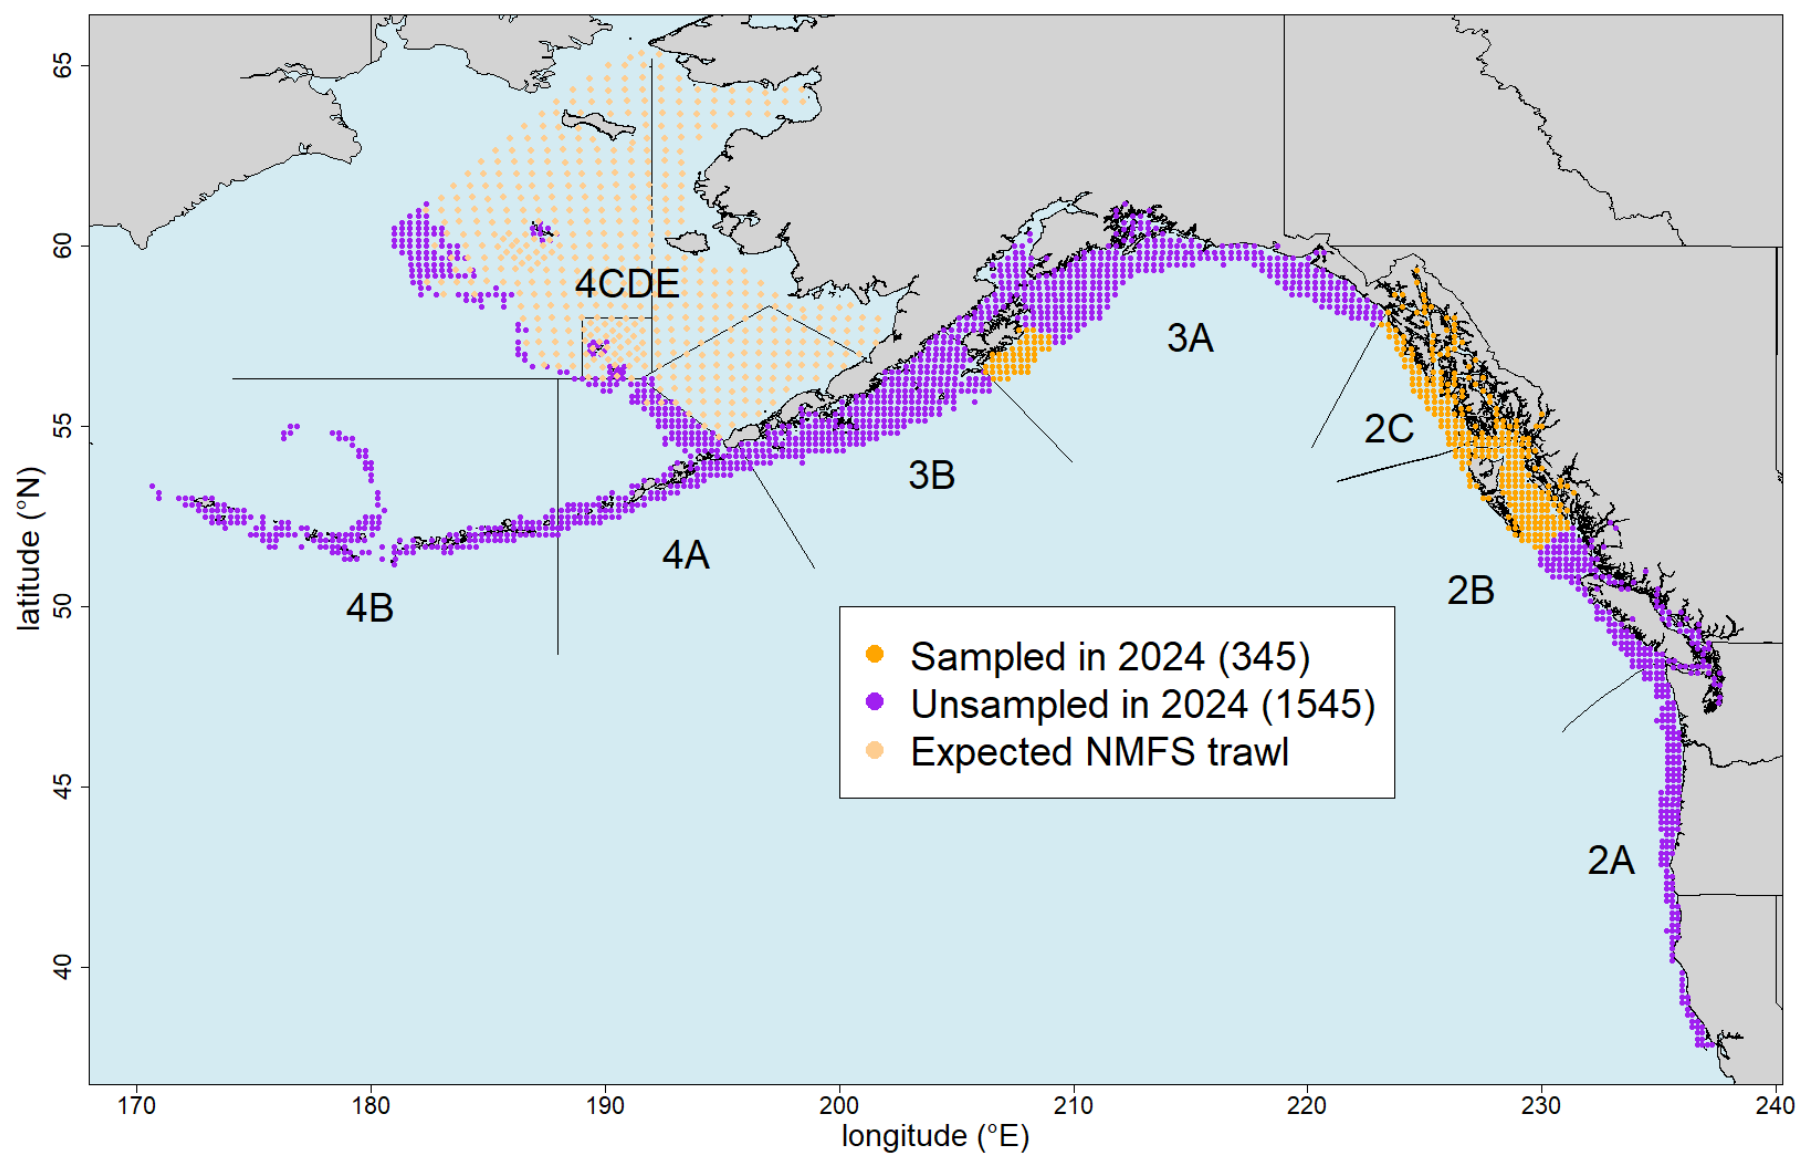 65
60
55
50
45
40
latitude (°N)
4CDE
3A
2C
3B
4A
2B
4B
2A
Sampled in 2024 (345)
Unsampled in 2024 (1545)
Expected NMFS trawl
170 180 190 200 210 220 230 240
longitude (°E)